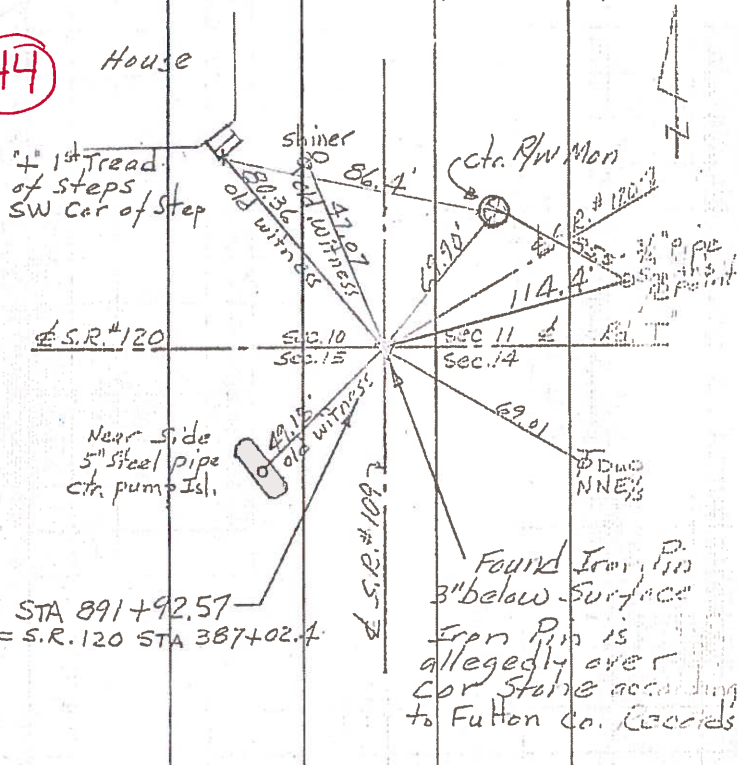 44
House
"+" 1st Tread
of Steps
SW Cor of Step
shiner
86.4'
ctr. R/W Mon
80.36
old witness
47.07
old witness
114.4'
¾" pipe
point
℄ S.R. #120
Sec. 10
Sec. 15
Sec 11 ℄
Sec. 14
49.15'
old witness
Near Side
5" Steel pipe
ctr pump Isl.
69.01
NNE
℄ S.R. #109
STA 891+92.57
= S.R. 120 STA 387+02.4
Found Iron Pin
3" below Surface
Iron Pin is
allegedly over
Cor Stone according
to Fulton Co. Records